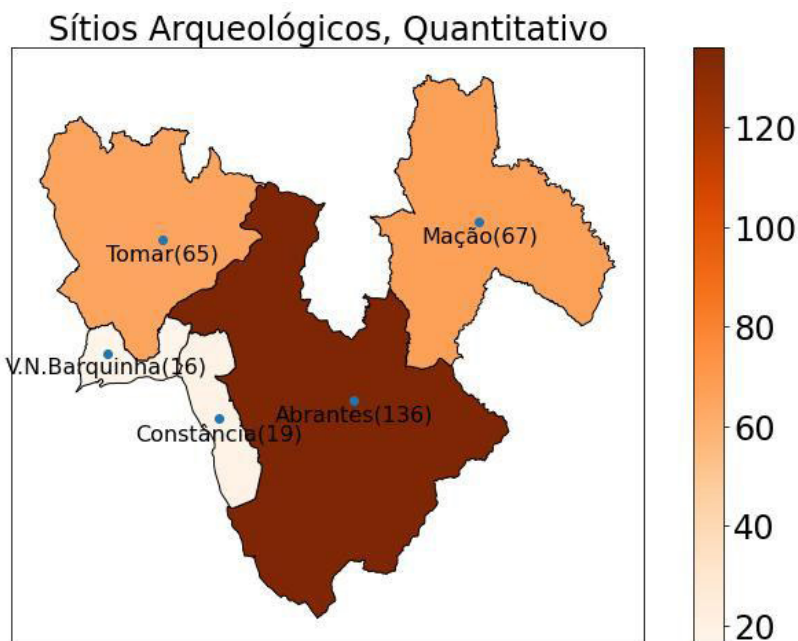 Sítios Arqueológicos, Quantitativo
Tomar(65)
Mação(67)
V.N.Barquinha(16)
Abrantes(136)
Constância(19)
120
100
80
60
40
20